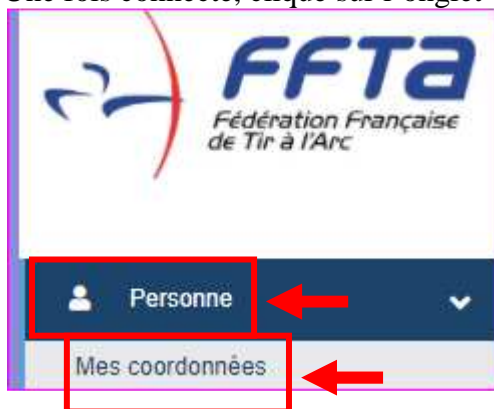 Une fois connecté, clique sur l'onglet
FFTa
Fédération Française
de Tir à l'Arc
Personne
Mes coordonnées